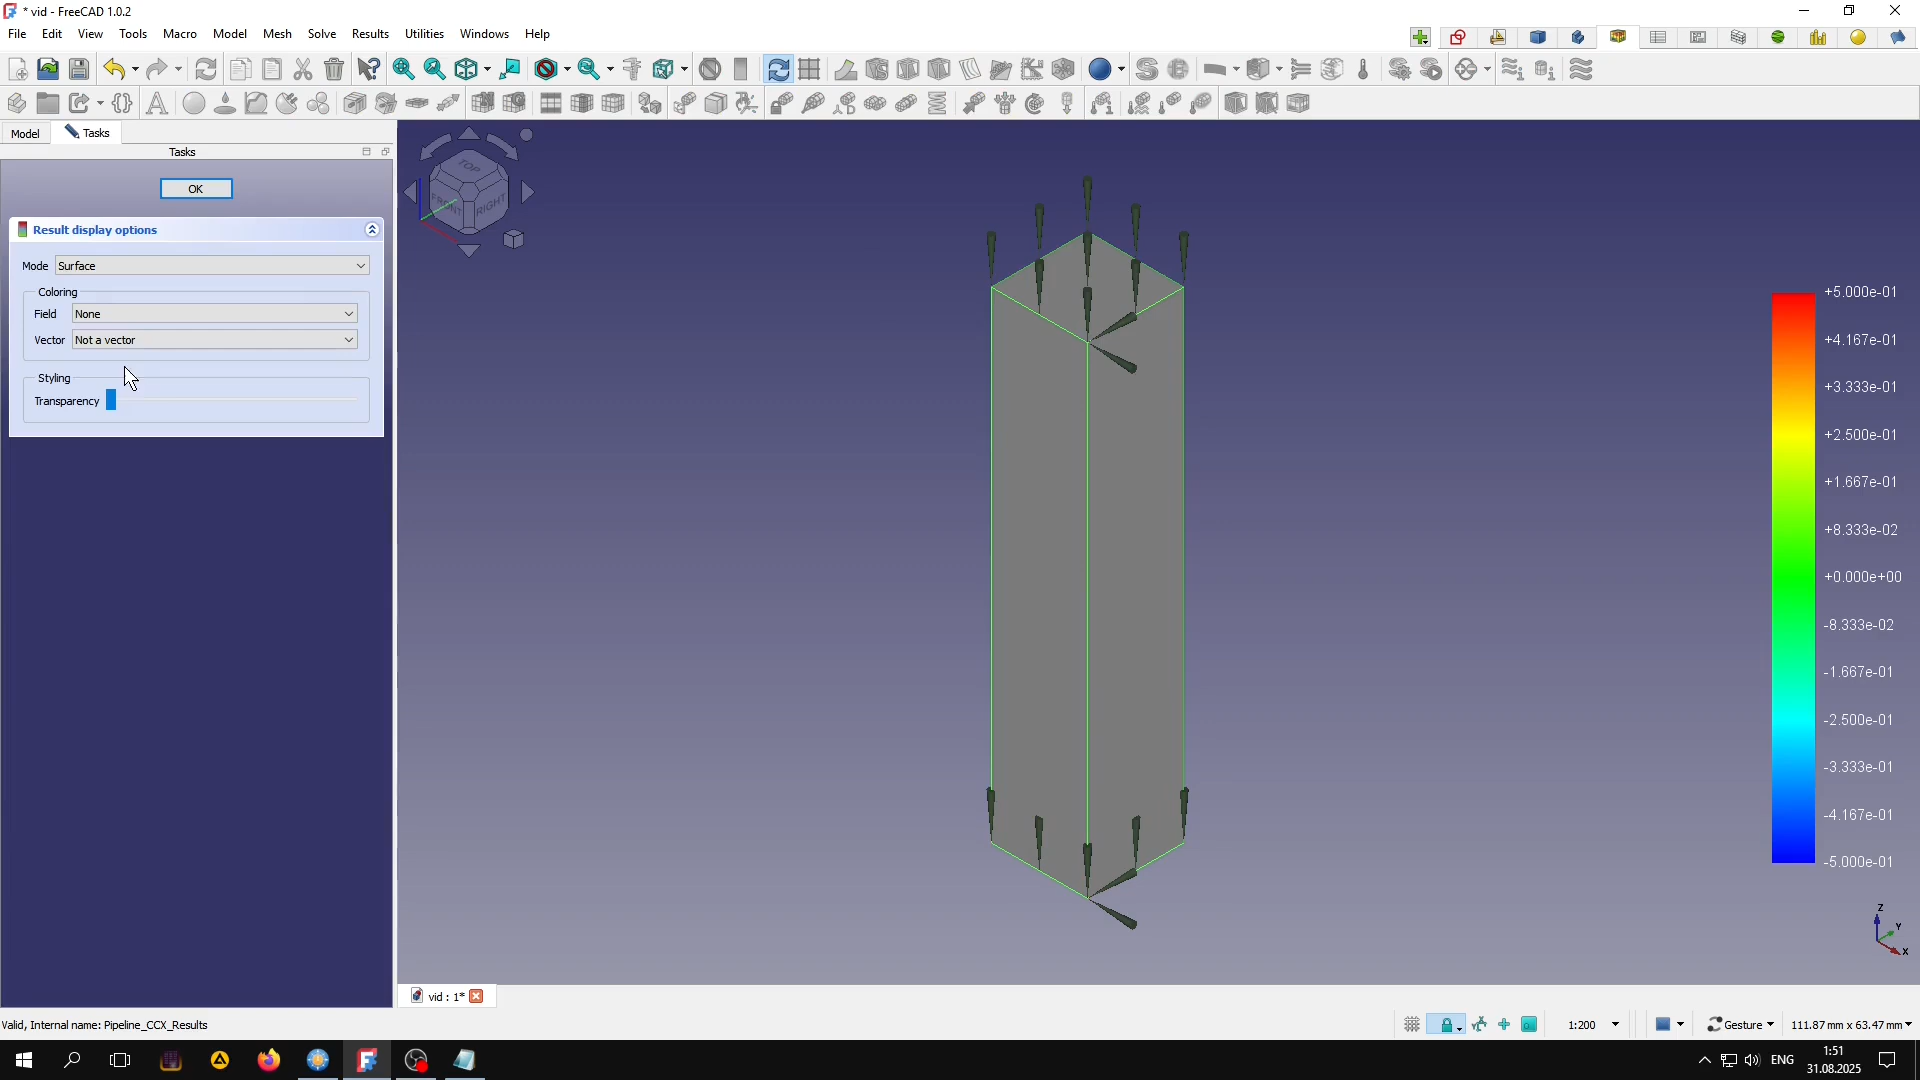 * vid - FreeCAD 1.0.2
File Edit View Tools Macro Model Mesh Solve Results Utilities Windows Help
Model Tasks
Tasks
OK
Result display options
Mode Surface
Coloring
Field None
Vector Not a vector
Styling
Transparency
TOP
FRONT RIGHT
+5.000e-01
+4.167e-01
+3.333e-01
+2.500e-01
+1.667e-01
+8.333e-02
+0.000e+00
-8.333e-02
-1.667e-01
-2.500e-01
-3.333e-01
-4.167e-01
-5.000e-01
Z
Y
X
vid : 1*
Valid, Internal name: Pipeline_CCX_Results
1:200 Gesture 111.87 mm x 63.47 mm
ENG
1:51
31.08.2025